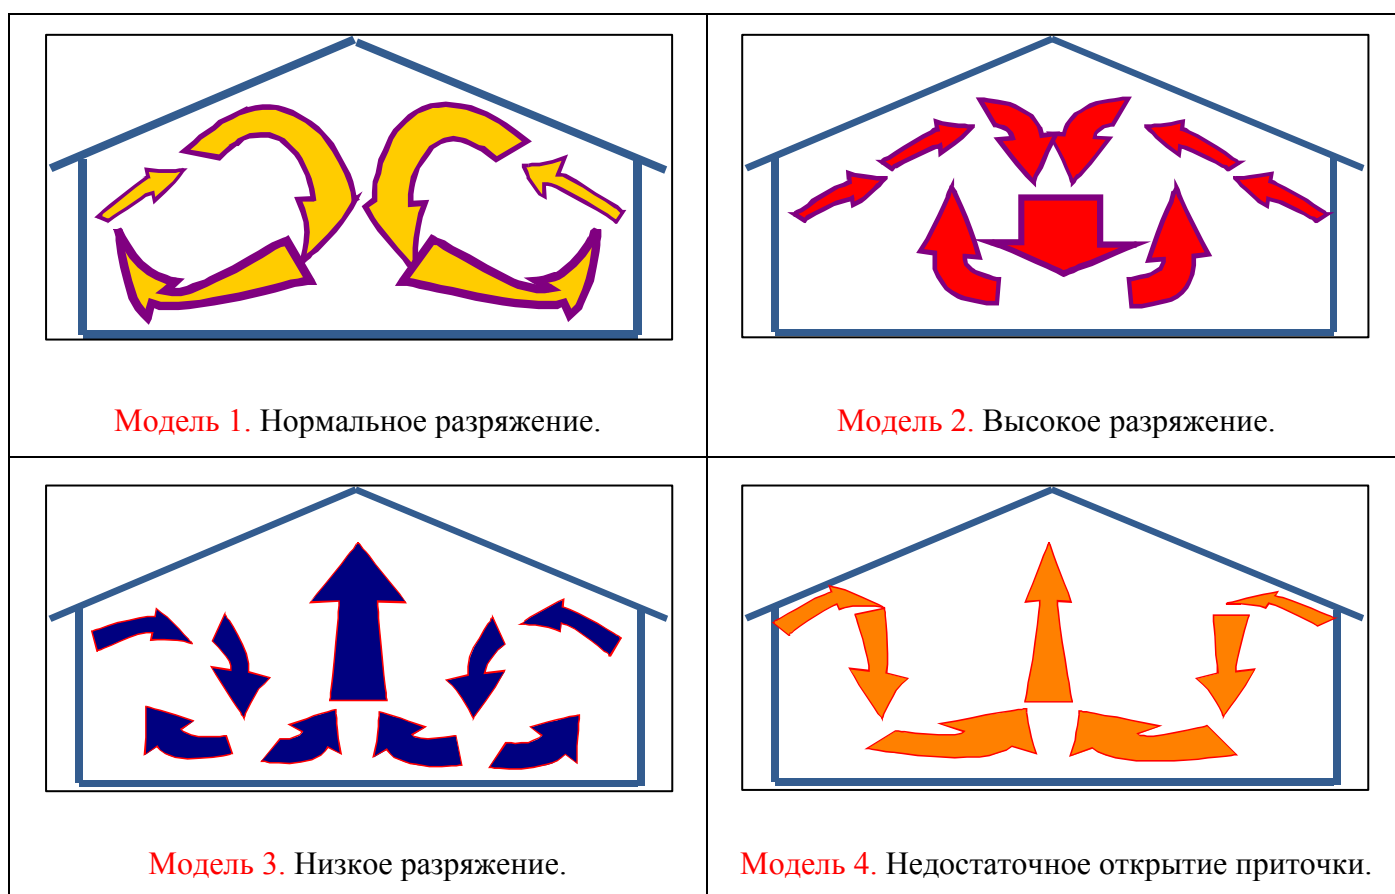 Модель 1. Нормальное разряжение.
Модель 2. Высокое разряжение.
Модель 3. Низкое разряжение.
Модель 4. Недостаточное открытие приточки.